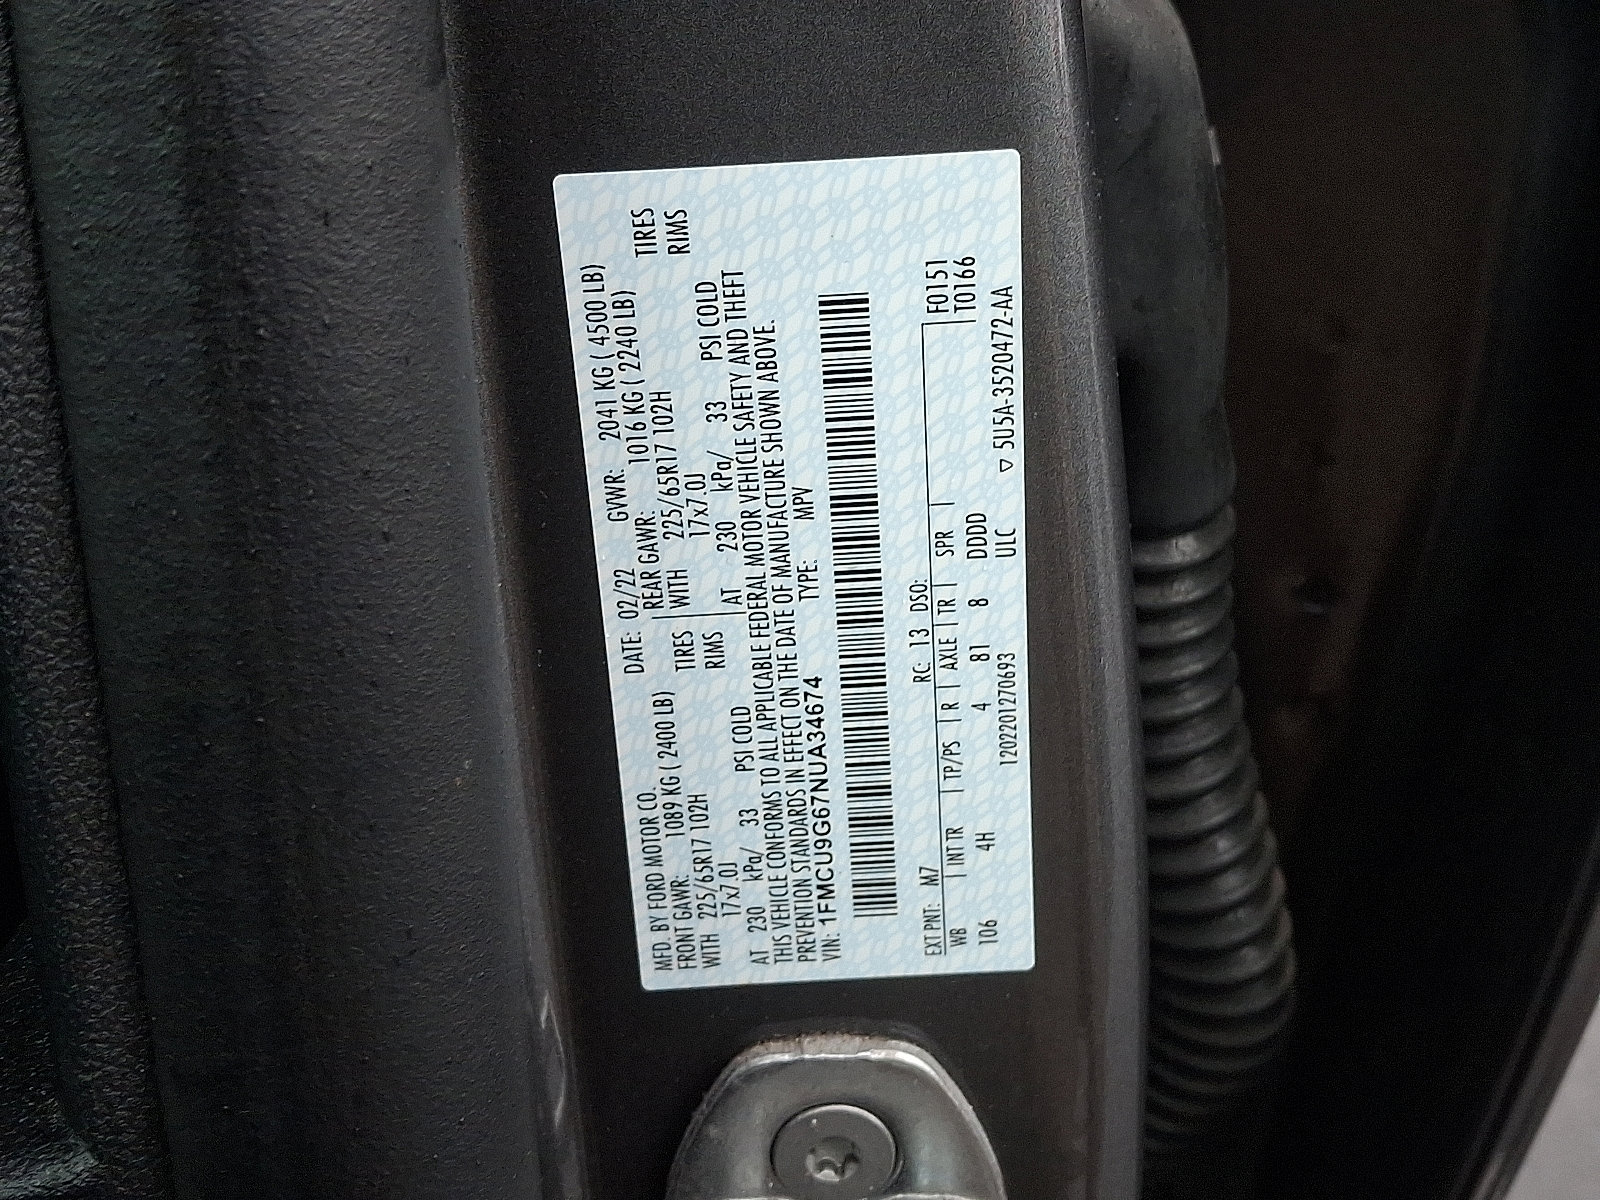 MFD. BY FORD MOTOR CO. DATE: 02/22 GVWR: 2041 KG ( 4500 LB)
FRONT GAWR: 1089 KG ( 2400 LB) REAR GAWR: 1016 KG ( 2240 LB)
WITH 225/65R17 102H TIRES WITH 225/65R17 102H TIRES
17x7.0J RIMS 17x7.0J RIMS
AT 230 kPa/ 33 PSI COLD AT 230 kPa/ 33 PSI COLD
THIS VEHICLE CONFORMS TO ALL APPLICABLE FEDERAL MOTOR VEHICLE SAFETY AND THEFT
PREVENTION STANDARDS IN EFFECT ON THE DATE OF MANUFACTURE SHOWN ABOVE.
VIN: 1FMCU9G67NUA34674 TYPE: MPV
EXT PNT: M7 RC: 13 DSO: F0151
WB INT TR TP/PS R AXLE TR SPR T0166
106 4H 4 81 8 DDDD
120220127​0693 ULC ▽ 5U5A-3520472-AA